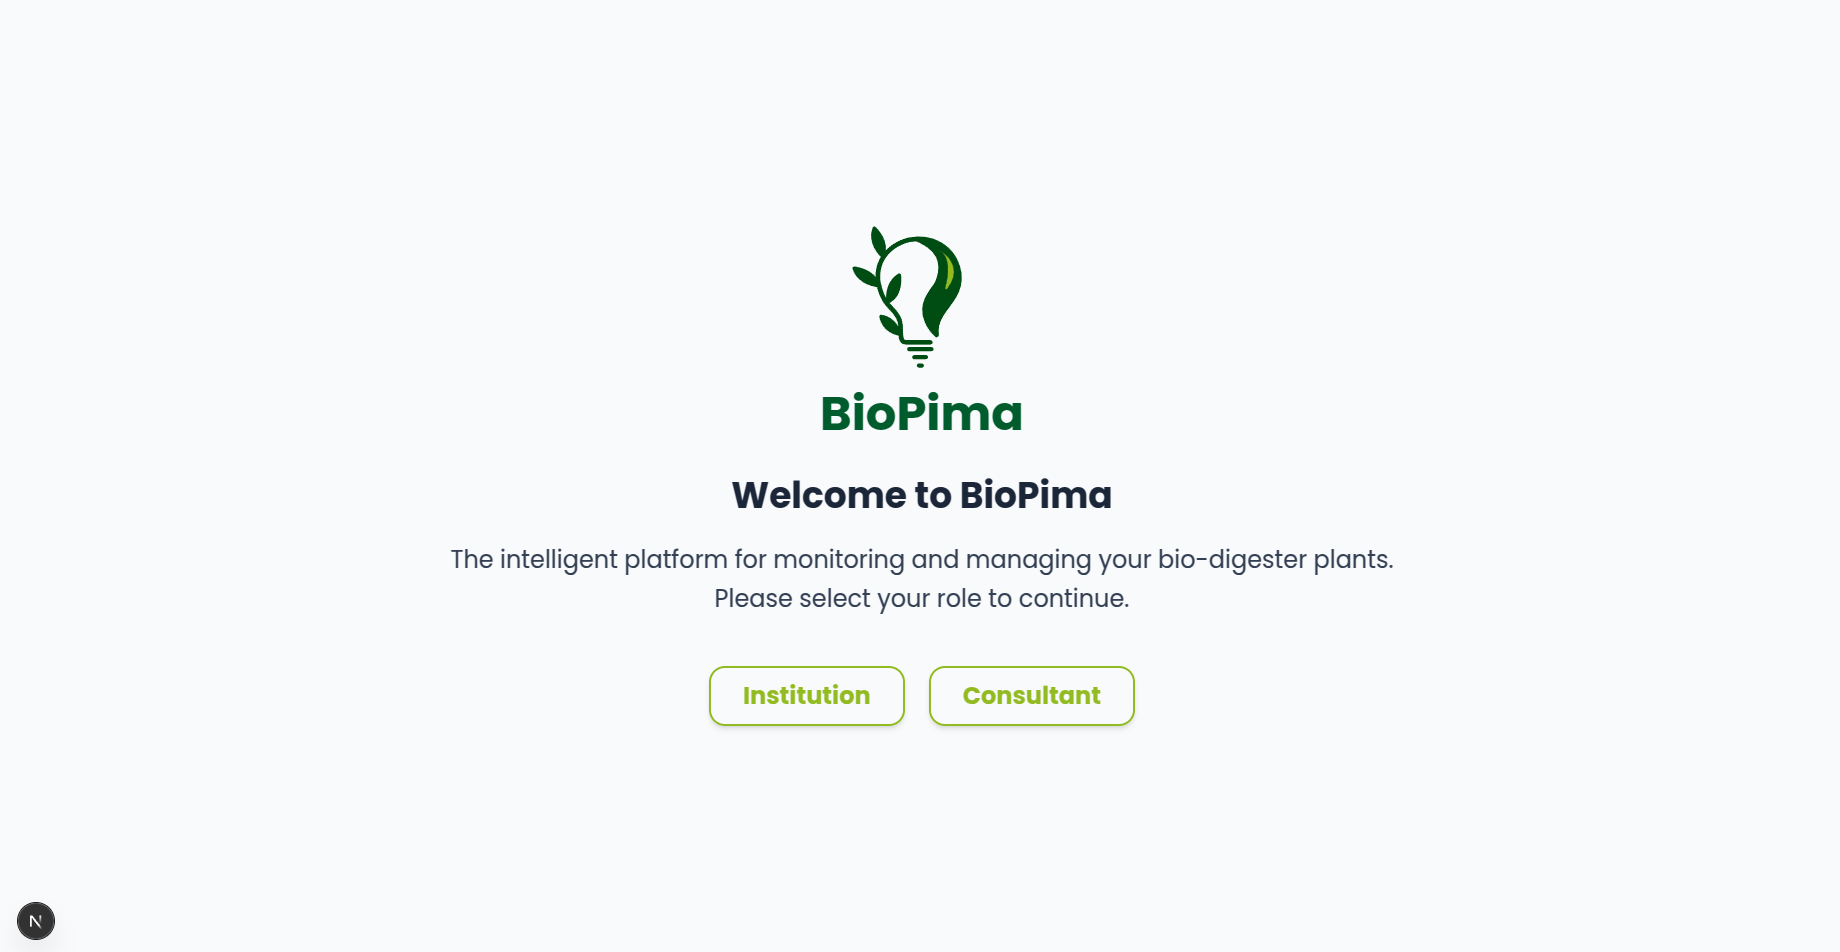 BioPima
Welcome to BioPima
The intelligent platform for monitoring and managing your bio-digester plants.
Please select your role to continue.
Institution
Consultant
N